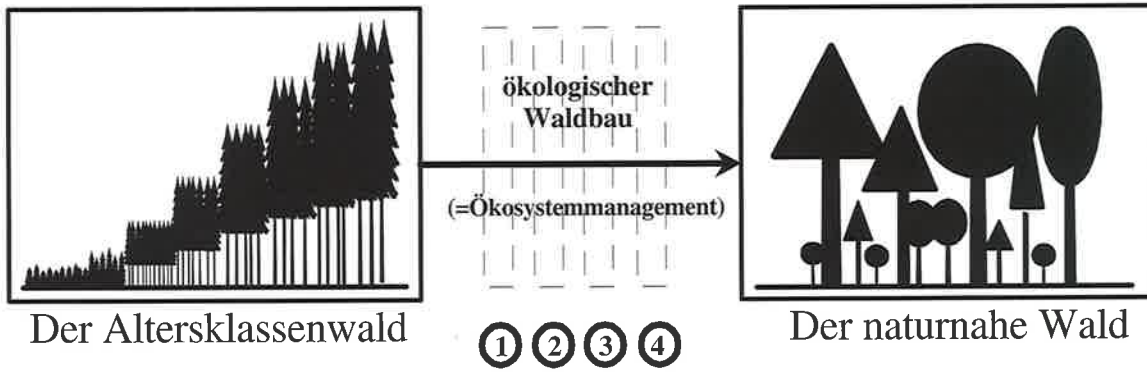 ökologischer
Waldbau
(=Ökosystemmanagement)
Der Altersklassenwald
Der naturnahe Wald
1 2 3 4